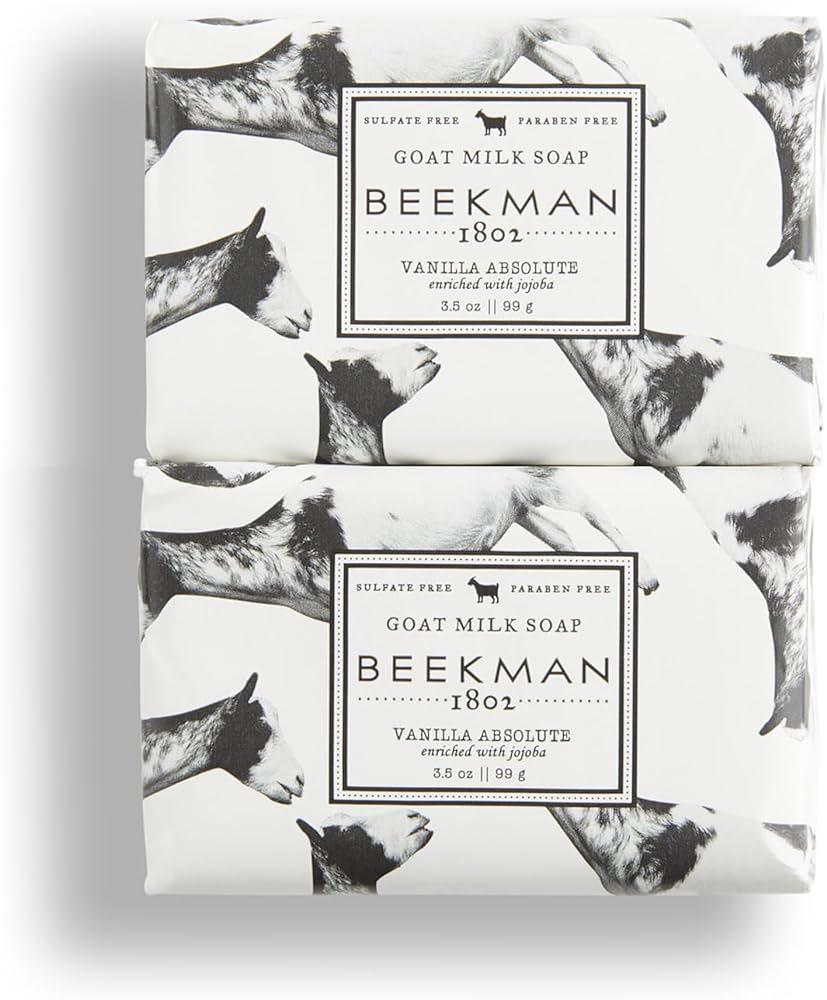 SULFATE FREE PARABEN FREE
GOAT MILK SOAP
BEEKMAN
1802
VANILLA ABSOLUTE
enriched with jojoba
3.5 oz || 99 g
SULFATE FREE PARABEN FREE
GOAT MILK SOAP
BEEKMAN
1802
VANILLA ABSOLUTE
enriched with jojoba
3.5 oz || 99 g